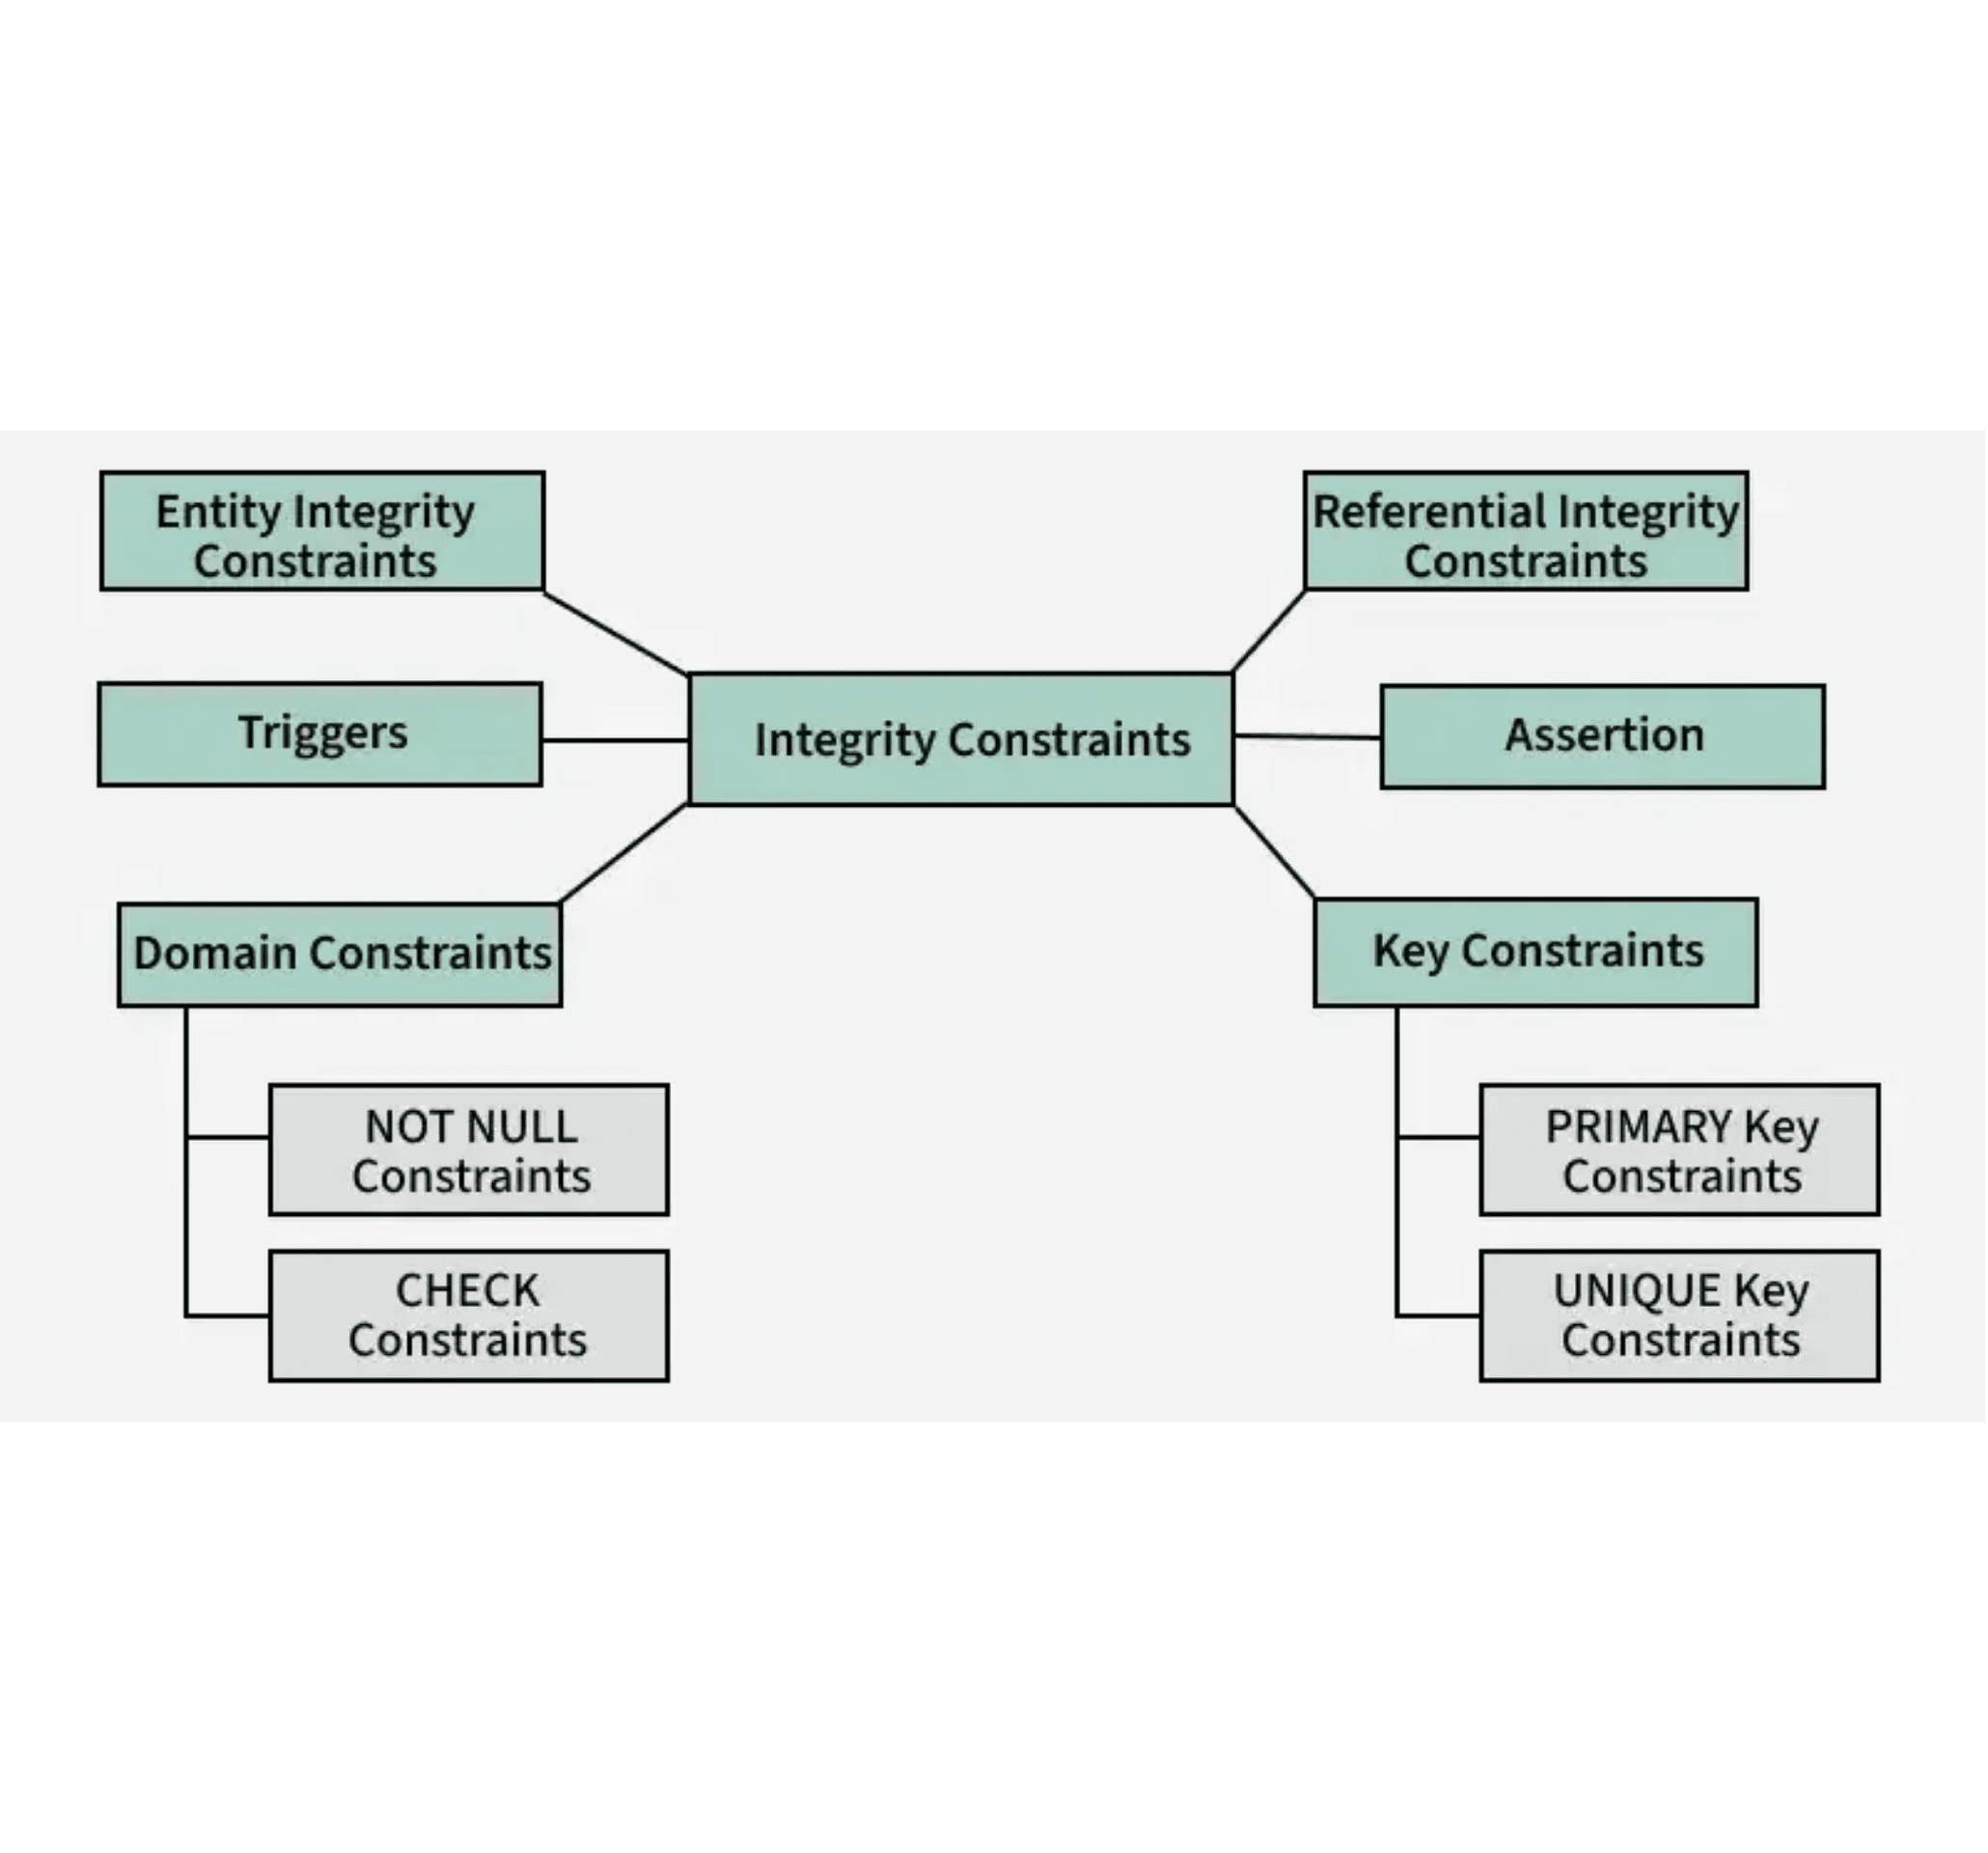 Entity Integrity
Constraints
Referential Integrity
Constraints
Triggers
Integrity Constraints
Assertion
Domain Constraints
Key Constraints
NOT NULL
Constraints
PRIMARY Key
Constraints
CHECK
Constraints
UNIQUE Key
Constraints